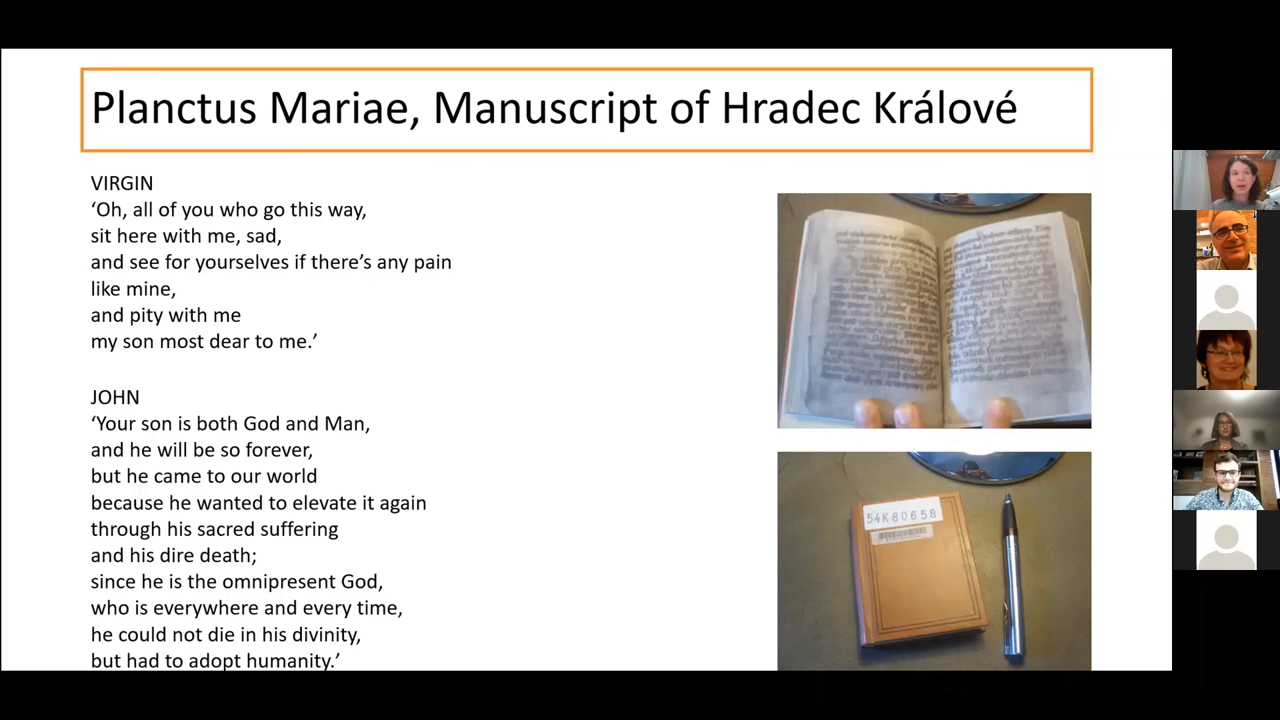 Planctus Mariae, Manuscript of Hradec Králové
VIRGIN
‘Oh, all of you who go this way,
sit here with me, sad,
and see for yourselves if there’s any pain
like mine,
and pity with me
my son most dear to me.’
JOHN
‘Your son is both God and Man,
and he will be so forever,
but he came to our world
because he wanted to elevate it again
through his sacred suffering
and his dire death;
since he is the omnipresent God,
who is everywhere and every time,
he could not die in his divinity,
but had to adopt humanity.’
54K80658